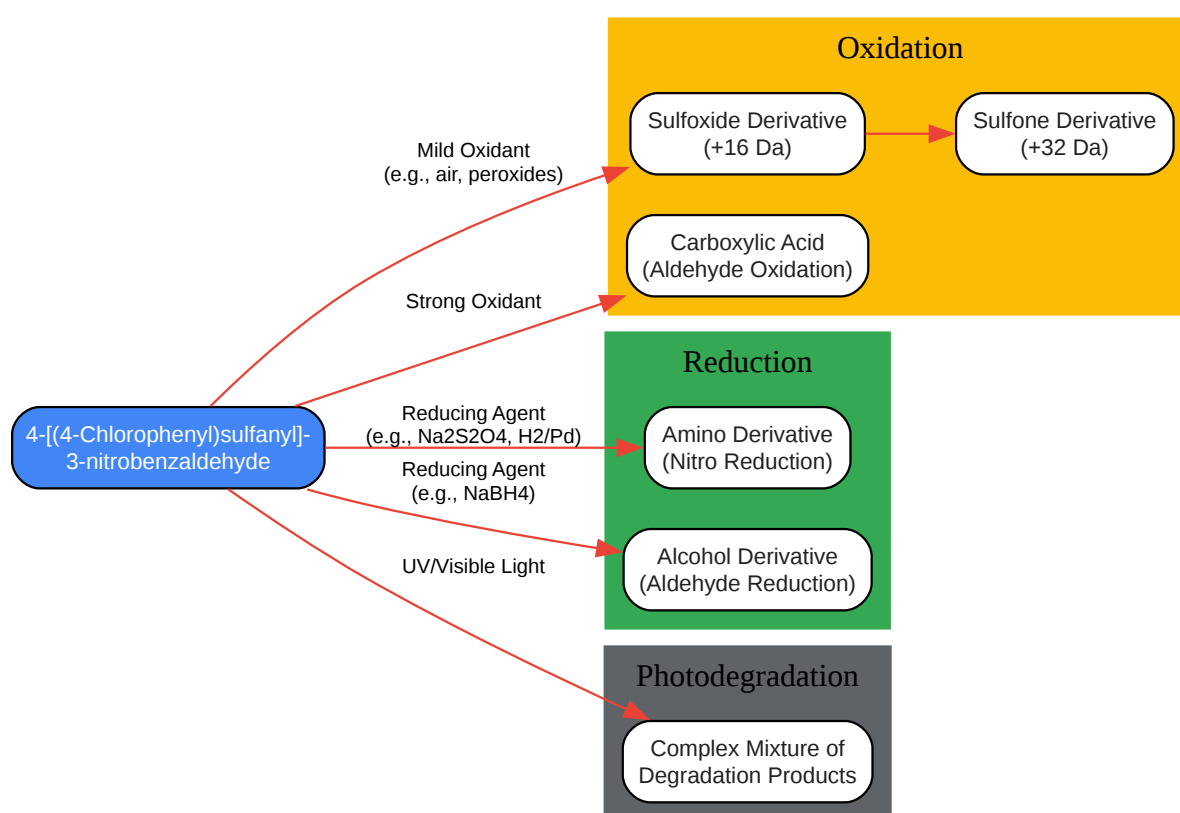 Oxidation
Sulfoxide Derivative
(+16 Da)
Sulfone Derivative
(+32 Da)
Mild Oxidant
(e.g., air, peroxides)
Carboxylic Acid
(Aldehyde Oxidation)
Strong Oxidant
Reduction
4-[(4-Chlorophenyl)sulfanyl]-
3-nitrobenzaldehyde
Reducing Agent
(e.g., Na2S2O4, H2/Pd)
Amino Derivative
(Nitro Reduction)
Reducing Agent
(e.g., NaBH4)
Alcohol Derivative
(Aldehyde Reduction)
UV/Visible Light
Photodegradation
Complex Mixture of
Degradation Products